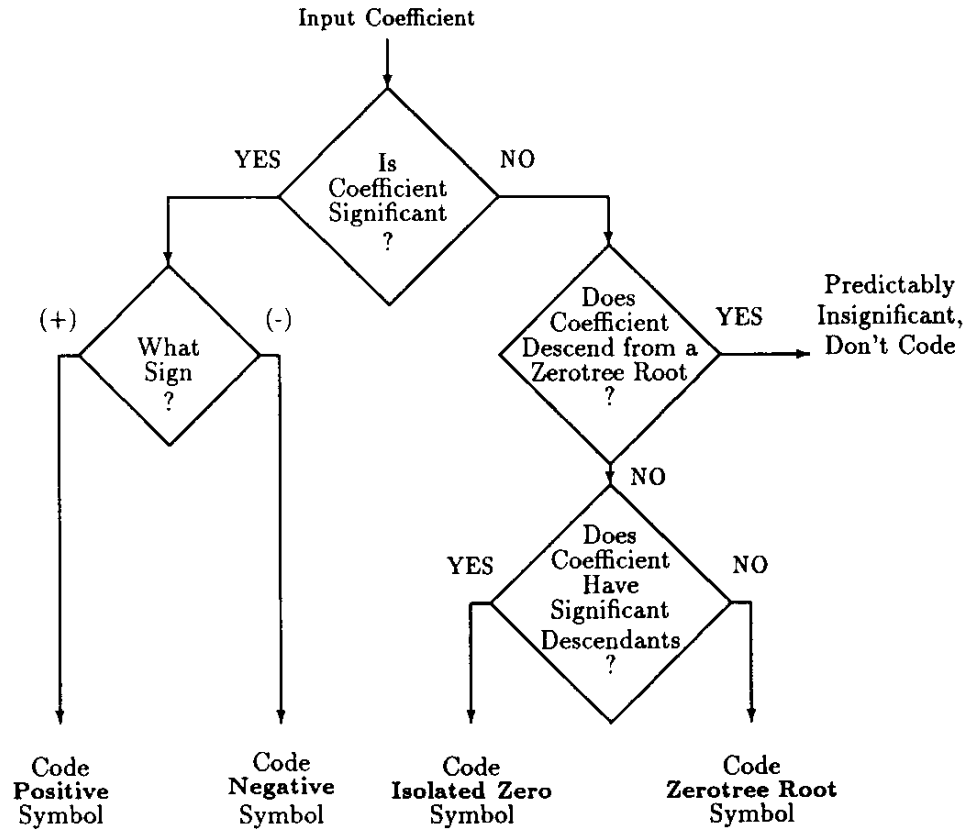 Input Coefficient
YES
NO
Is
Coefficient
Significant
?
(+)
(-)
What
Sign
?
Does
Coefficient
Descend from a
Zerotree Root
?
YES
Predictably
Insignificant,
Don't Code
NO
Does
Coefficient
Have
Significant
Descendants
?
YES
NO
Code
Positive
Symbol
Code
Negative
Symbol
Code
Isolated Zero
Symbol
Code
Zerotree Root
Symbol